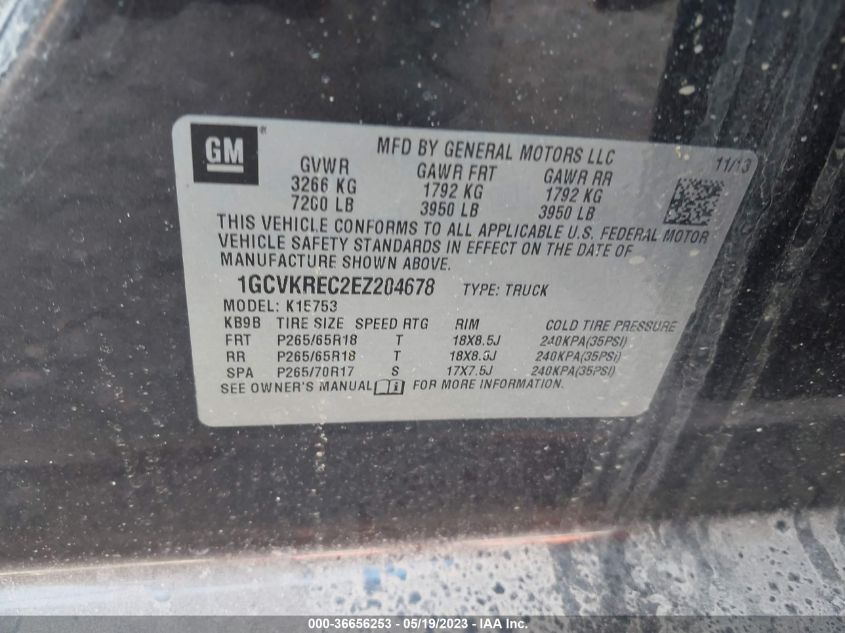 GM ®
MFD BY GENERAL MOTORS LLC 11/13
GVWR GAWR FRT GAWR RR
3266 KG 1792 KG 1792 KG
7200 LB 3950 LB 3950 LB
THIS VEHICLE CONFORMS TO ALL APPLICABLE U.S. FEDERAL MOTOR
VEHICLE SAFETY STANDARDS IN EFFECT ON THE DATE OF
MANUFACTURE SHOWN ABOVE.
1GCVKREC2EZ204678 TYPE: TRUCK
MODEL: K15753
KB9B TIRE SIZE SPEED RTG RIM COLD TIRE PRESSURE
FRT P265/65R18 T 18X8.5J 240KPA(35PSI)
RR P265/65R18 T 18X8.5J 240KPA(35PSI)
SPA P265/70R17 S 17X7.5J 240KPA(35PSI)
SEE OWNER'S MANUAL i FOR MORE INFORMATION.
000-36656253 - 05/19/2023 - IAA Inc.